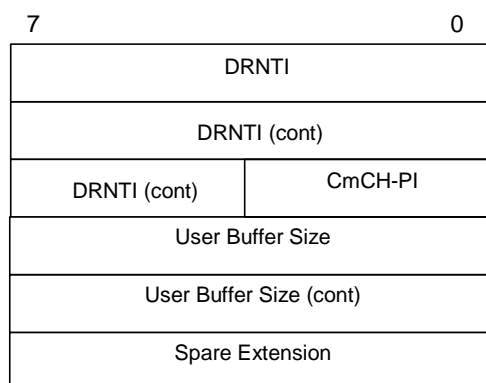 7 0
DRNTI
DRNTI (cont)
DRNTI (cont) CmCH-PI
User Buffer Size
User Buffer Size (cont)
Spare Extension